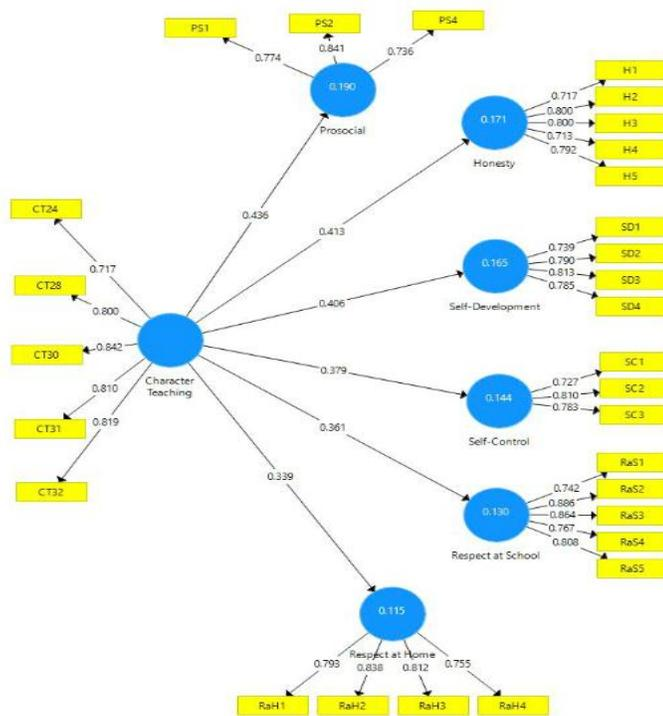 PS1
PS2
PS4
0.774
0.841
0.736
0.190
Prosocial
H1
H2
H3
H4
H5
0.717
0.800
0.800
0.713
0.792
0.171
Honesty
CT24
CT28
CT30
CT31
CT32
0.717
0.800
0.842
0.810
0.819
Character
Teaching
0.436
0.413
0.406
0.379
0.361
0.339
SD1
SD2
SD3
SD4
0.739
0.790
0.813
0.785
0.165
Self-Development
SC1
SC2
SC3
0.727
0.810
0.783
0.144
Self-Control
RaS1
RaS2
RaS3
RaS4
RaS5
0.742
0.886
0.864
0.767
0.808
0.130
Respect at School
0.115
Respect at Home
0.793
0.838
0.812
0.755
RaH1
RaH2
RaH3
RaH4